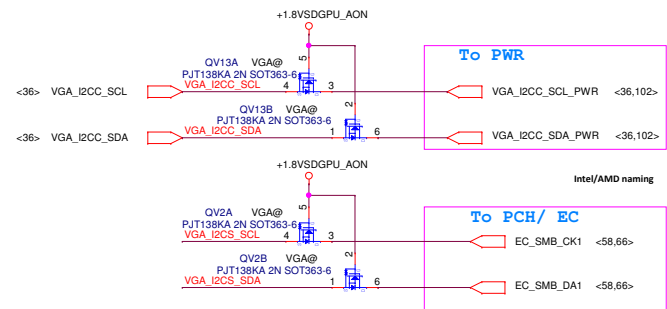 +1.8VSDGPU_AON
To PWR
QV13A VGA@
5
PJT138KA 2N SOT363-6
<36> VGA_I2CC_SCL
VGA_I2CC_SCL
4
3
VGA_I2CC_SCL_PWR <36,102>
QV13B VGA@
2
PJT138KA 2N SOT363-6
<36> VGA_I2CC_SDA
VGA_I2CC_SDA
1
6
VGA_I2CC_SDA_PWR <36,102>
+1.8VSDGPU_AON
Intel/AMD naming
To PCH/ EC
QV2A VGA@
5
PJT138KA 2N SOT363-6
VGA_I2CS_SCL
4
3
EC_SMB_CK1 <58,66>
QV2B VGA@
2
PJT138KA 2N SOT363-6
VGA_I2CS_SDA
1
6
EC_SMB_DA1 <58,66>